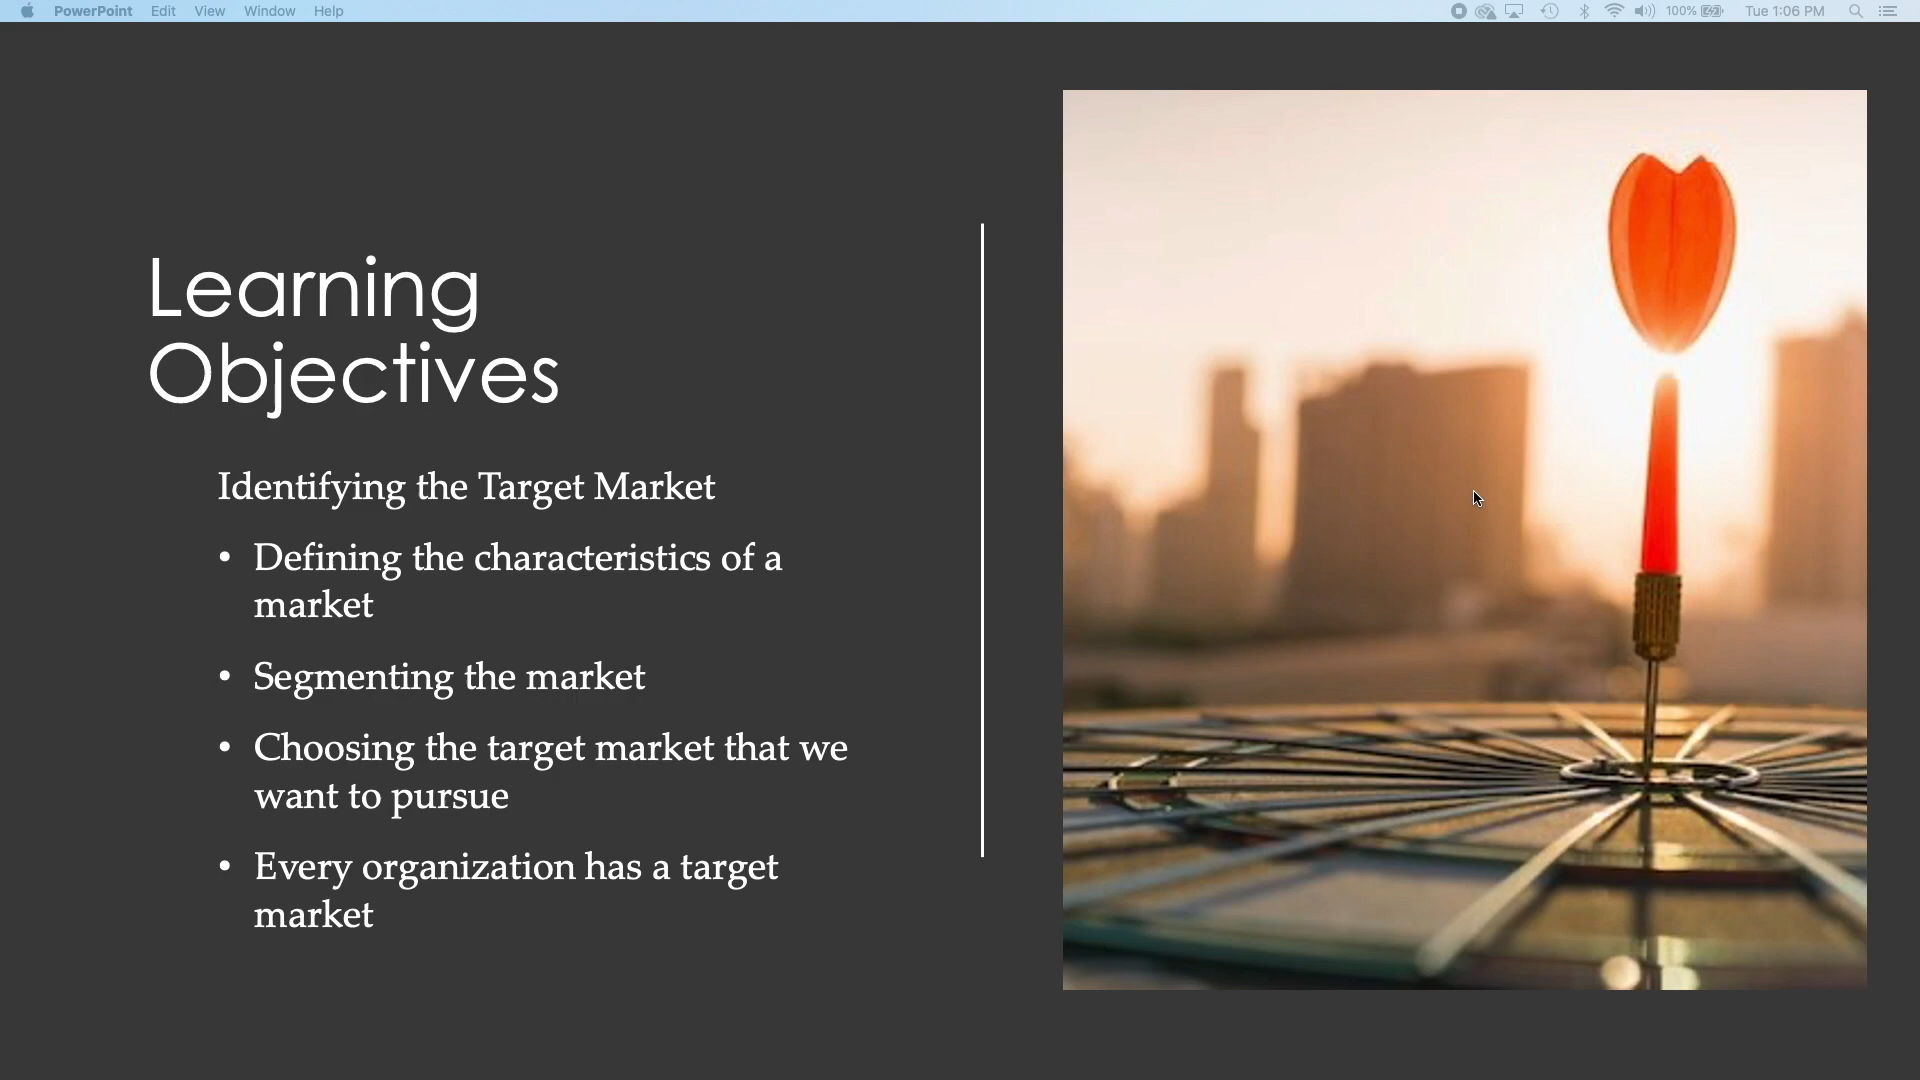 PowerPoint Edit View Window Help 100% Tue 1:06 PM
Learning
Objectives
Identifying the Target Market
• Defining the characteristics of a
market
• Segmenting the market
• Choosing the target market that we
want to pursue
• Every organization has a target
market